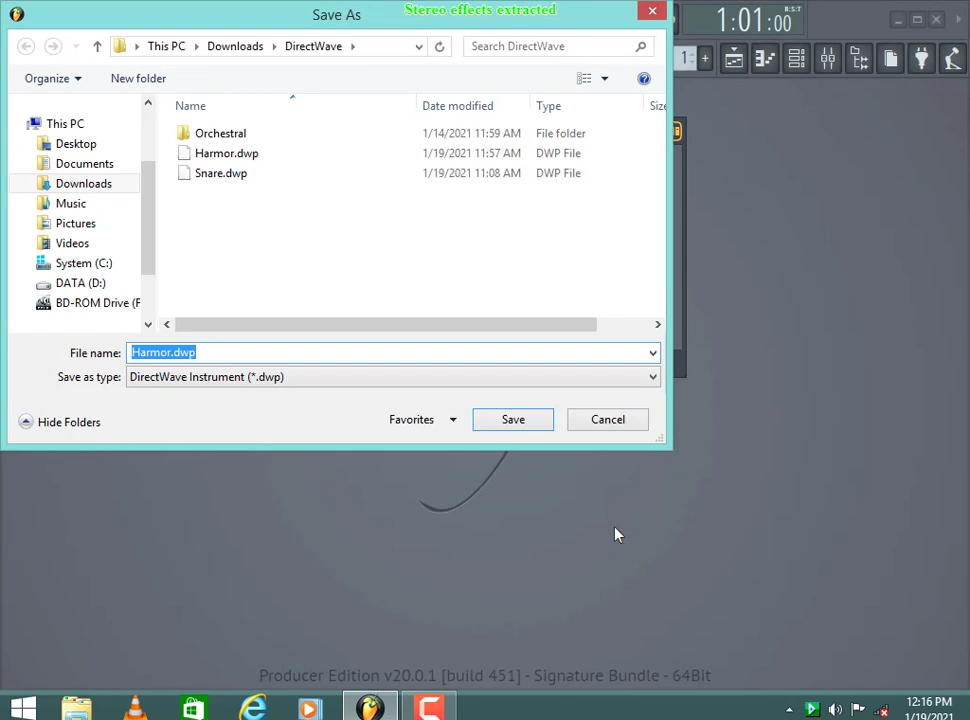 Save As
Stereo effects extracted
1:01:00
B:S:T
This PC
Downloads
DirectWave
Search DirectWave
1
Organize
New folder
Name
Date modified
Type
Size
This PC
Desktop
Documents
Downloads
Music
Pictures
Videos
System (C:)
DATA (D:)
BD-ROM Drive (F
Orchestral 1/14/2021 11:59 AM File folder
Harmor.dwp 1/19/2021 11:57 AM DWP File
Snare.dwp 1/19/2021 11:08 AM DWP File
File name: Harmor.dwp
Save as type: DirectWave Instrument (*.dwp)
Hide Folders
Favorites
Save
Cancel
Producer Edition v20.0.1 [build 451] - Signature Bundle - 64Bit
12:16 PM
1/19/2021